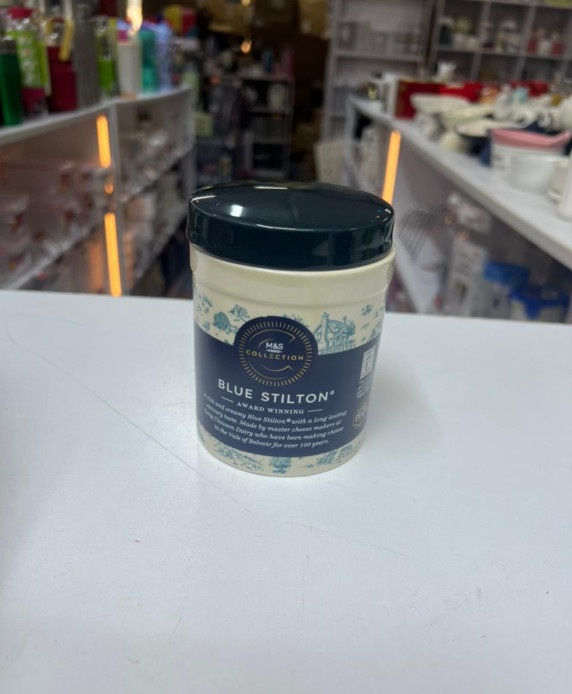 M&S
FOOD
COLLECTION
BLUE STILTON®
AWARD WINNING
A rich and creamy Blue Stilton® with a long lasting
savoury taste. Made by master cheese makers at
Long Clawson Dairy who have been making cheese
in the Vale of Belvoir for over 100 years.